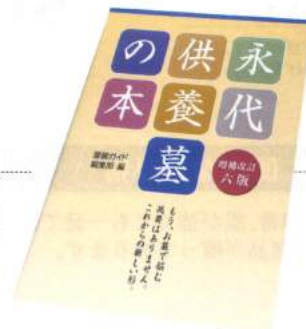 永代
供養墓
の本
増補改訂
六版
霊園ガイド
編集部 編
もう、お墓で悩む
必要はありません。
これからの新しい形。